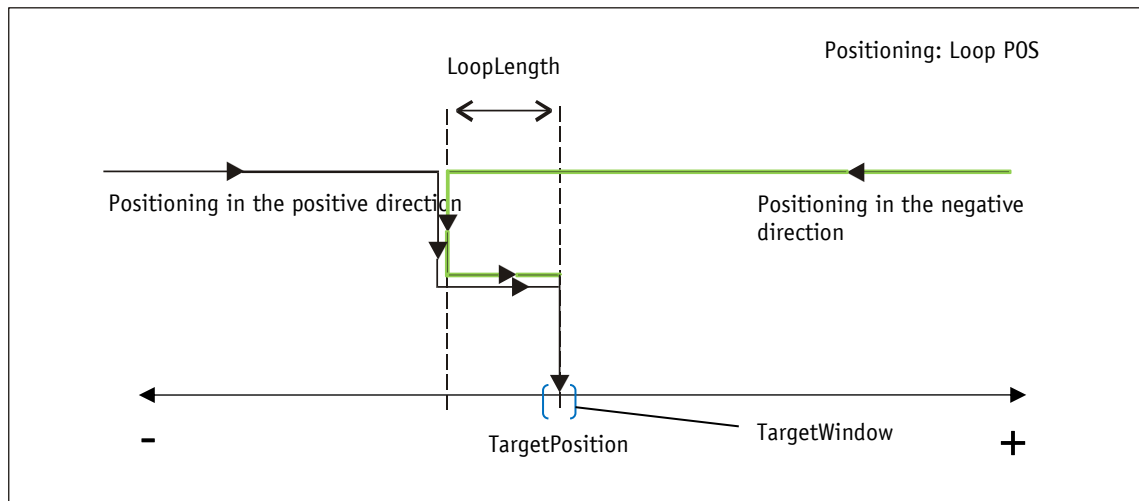 Positioning: Loop POS
LoopLength
Positioning in the positive direction
Positioning in the negative
direction
-
TargetPosition
TargetWindow
+